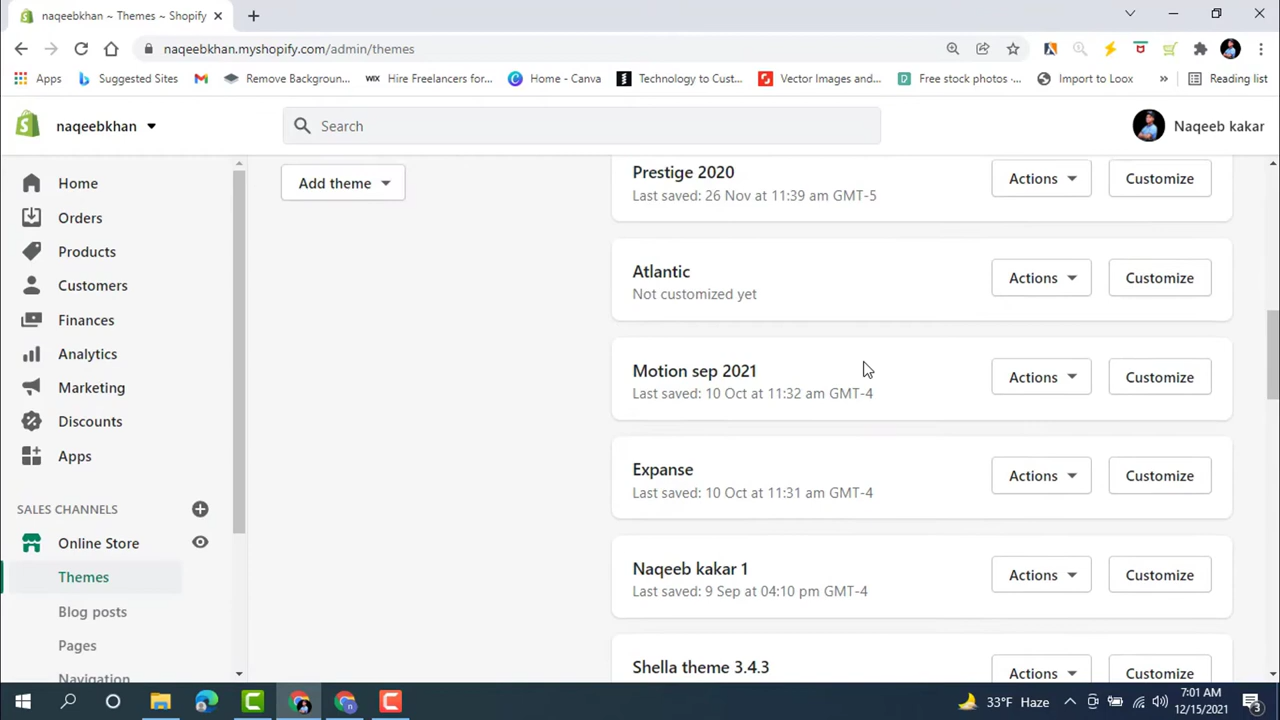 naqeebkhan ~ Themes ~ Shopify
naqeebkhan.myshopify.com/admin/themes
Apps
Suggested Sites
Remove Backgroun...
WIX
Hire Freelancers for...
Home - Canva
Technology to Cust...
Vector Images and...
Free stock photos -...
Import to Loox
»
Reading list
naqeebkhan
Search
Naqeeb kakar
Home
Orders
Products
Customers
Finances
Analytics
Marketing
Discounts
Apps
SALES CHANNELS
Online Store
Themes
Blog posts
Pages
Navigation
Add theme
Prestige 2020
Last saved: 26 Nov at 11:39 am GMT-5
Actions
Customize
Atlantic
Not customized yet
Actions
Customize
Motion sep 2021
Last saved: 10 Oct at 11:32 am GMT-4
Actions
Customize
Expanse
Last saved: 10 Oct at 11:31 am GMT-4
Actions
Customize
Naqeeb kakar 1
Last saved: 9 Sep at 04:10 pm GMT-4
Actions
Customize
Shella theme 3.4.3
Actions
Customize
33°F Haze
7:01 AM
12/15/2021
3